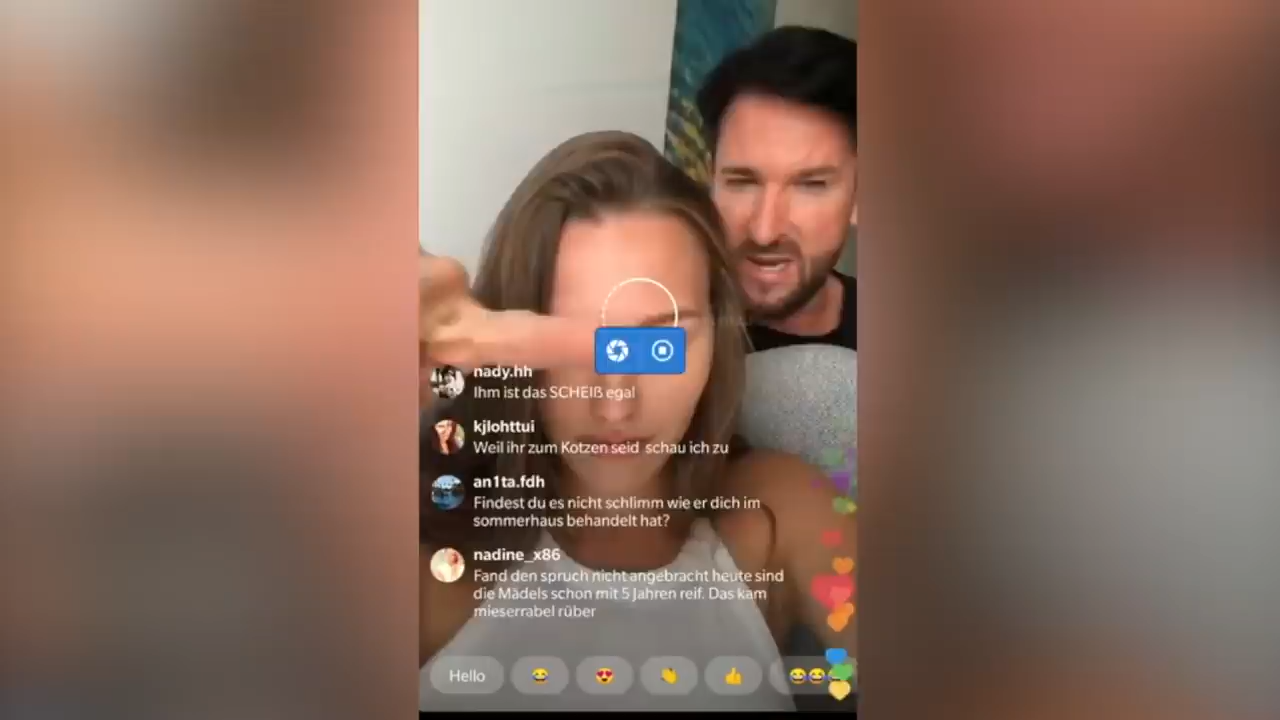 nady.hh
Ihm ist das SCHEIß egal
kjlohttui
Weil ihr zum Kotzen seid schau ich zu
an1ta.fdh
Findest du es nicht schlimm wie er dich im
sommerhaus behandelt hat?
nadine_x86
Fand den spruch nicht angebracht heute sind
die Mädels schon mit 5 Jahren reif. Das kam
mieserrabel rüber
Hello